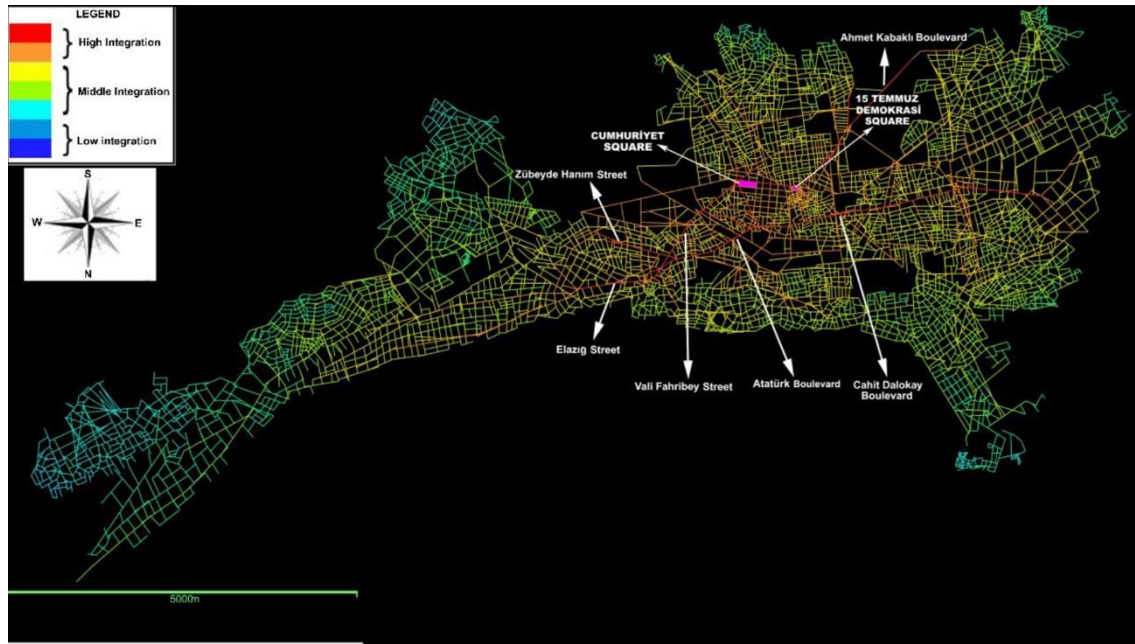 LEGEND
High Integration
Middle Integration
Low integration
S
W
E
N
Ahmet Kabaklı Boulevard
15 TEMMUZ
DEMOKRASİ
SQUARE
CUMHURİYET
SQUARE
Zübeyde Hanım Street
Elazığ Street
Vali Fahribey Street
Atatürk Boulevard
Cahit Dalokay
Boulevard
5000m